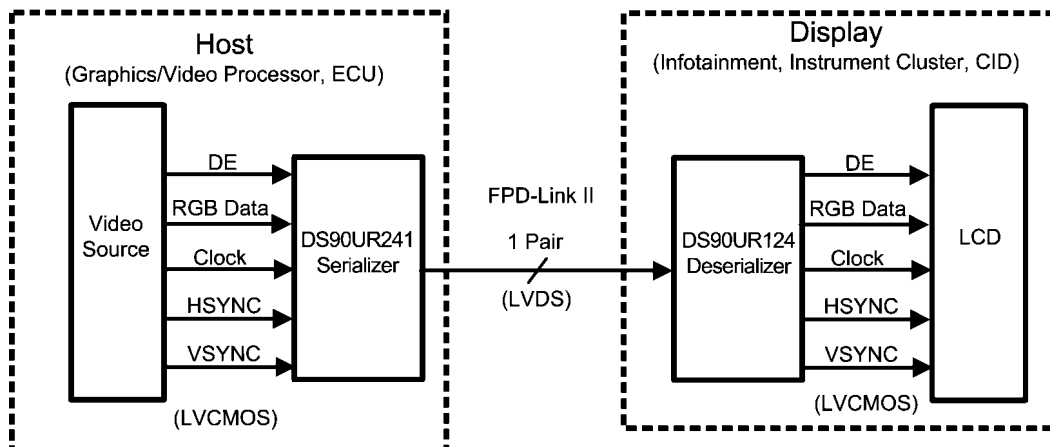 Host
(Graphics/Video Processor, ECU)
Video
Source
DE
RGB Data
Clock
HSYNC
VSYNC
(LVCMOS)
DS90UR241
Serializer
FPD-Link II
1 Pair
(LVDS)
Display
(Infotainment, Instrument Cluster, CID)
DS90UR124
Deserializer
DE
RGB Data
Clock
HSYNC
VSYNC
(LVCMOS)
LCD